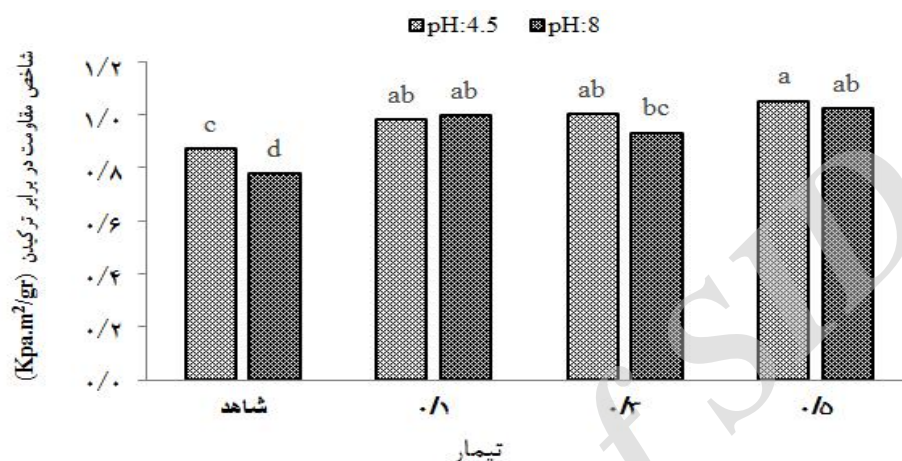 pH:4.5 pH:8
شاخص مقاومت در برابر ترکیدن (Kpa.m²/gr)
۱/۲
۱/۰
۰/۸
۰/۶
۰/۴
۰/۲
۰/۰
c d ab ab ab bc a ab
شاهد ۰/۱ ۰/۳ ۰/۵
تیمار
f SID